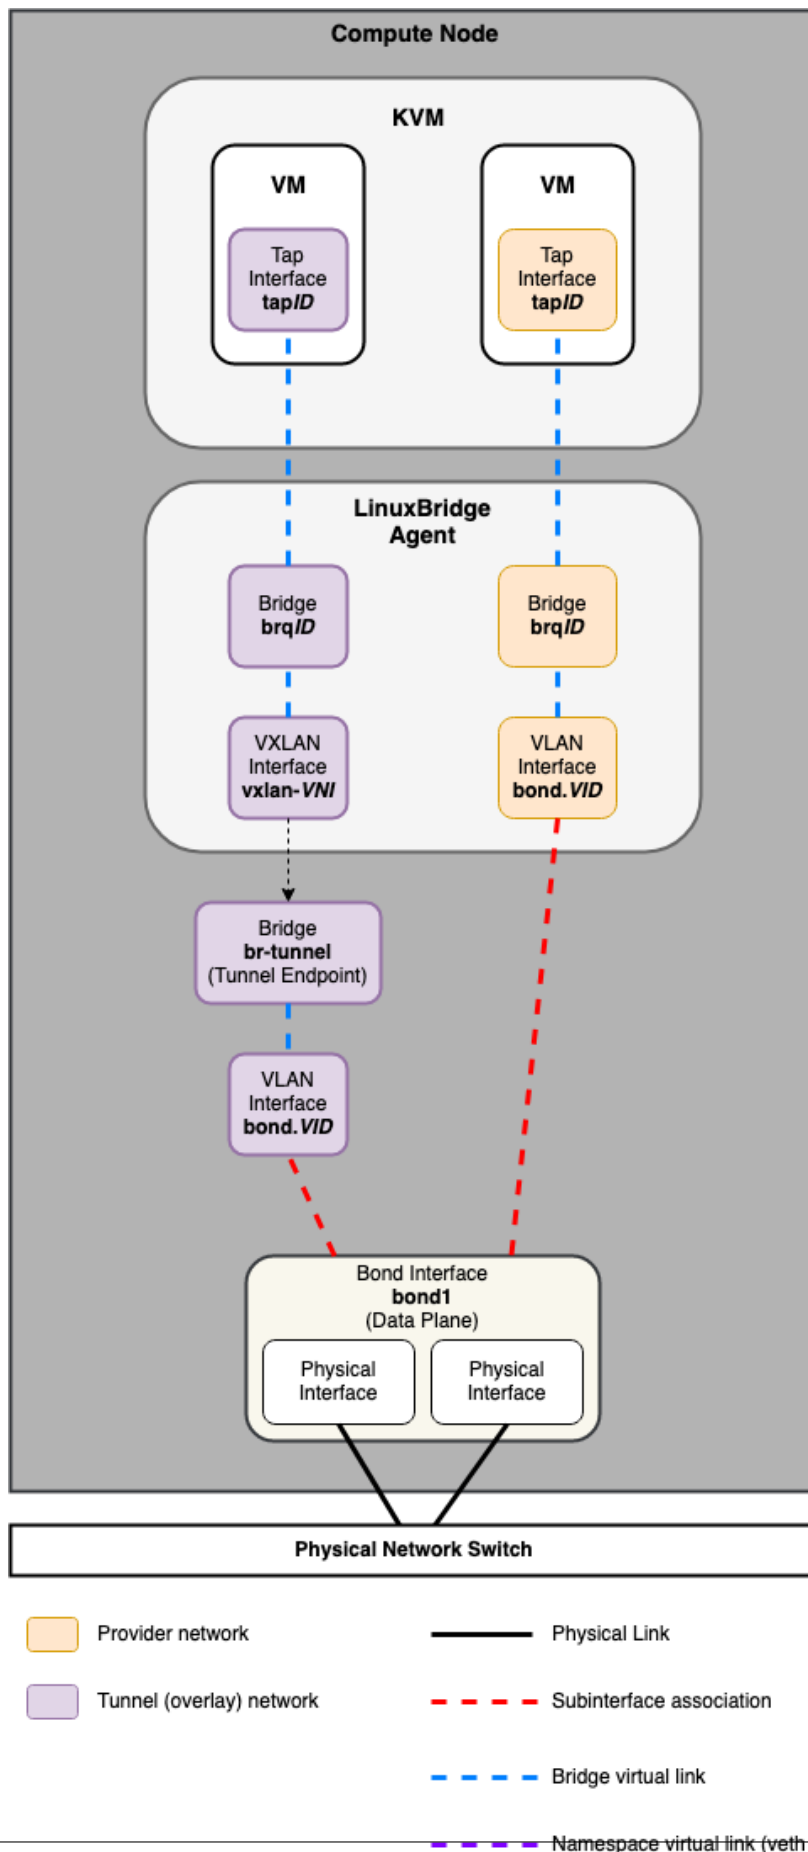 Compute Node
KVM
VM
Tap
Interface
tapID
VM
Tap
Interface
tapID
LinuxBridge
Agent
Bridge
brqID
Bridge
brqID
VXLAN
Interface
vxlan-VNI
VLAN
Interface
bond.VID
Bridge
br-tunnel
(Tunnel Endpoint)
VLAN
Interface
bond.VID
Bond Interface
bond1
(Data Plane)
Physical
Interface
Physical
Interface
Physical Network Switch
Provider network
Physical Link
Tunnel (overlay) network
Subinterface association
Bridge virtual link
Namespace virtual link (veth